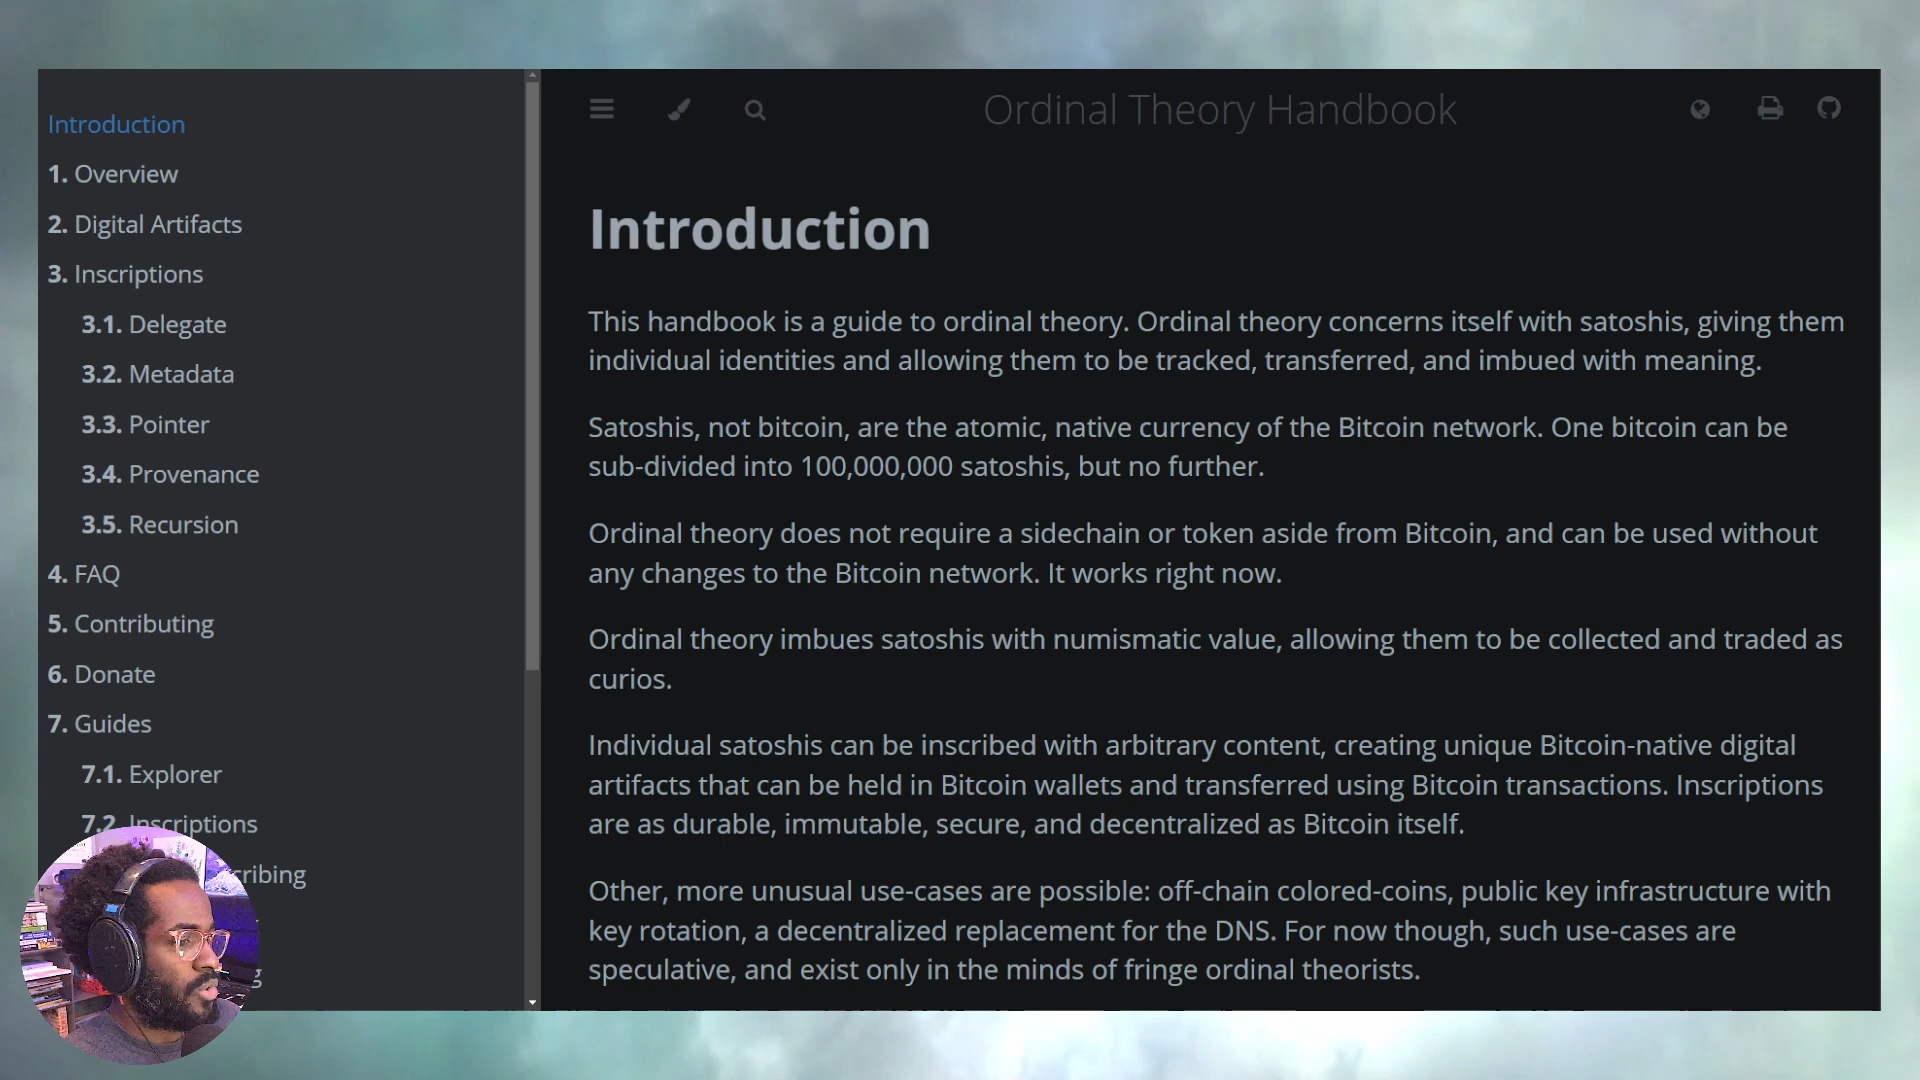 Introduction
1. Overview
2. Digital Artifacts
3. Inscriptions
3.1. Delegate
3.2. Metadata
3.3. Pointer
3.4. Provenance
3.5. Recursion
4. FAQ
5. Contributing
6. Donate
7. Guides
7.1. Explorer
7.2. Inscriptions
Ordinal Theory Handbook
Introduction
This handbook is a guide to ordinal theory. Ordinal theory concerns itself with satoshis, giving them
individual identities and allowing them to be tracked, transferred, and imbued with meaning.
Satoshis, not bitcoin, are the atomic, native currency of the Bitcoin network. One bitcoin can be
sub-divided into 100,000,000 satoshis, but no further.
Ordinal theory does not require a sidechain or token aside from Bitcoin, and can be used without
any changes to the Bitcoin network. It works right now.
Ordinal theory imbues satoshis with numismatic value, allowing them to be collected and traded as
curios.
Individual satoshis can be inscribed with arbitrary content, creating unique Bitcoin-native digital
artifacts that can be held in Bitcoin wallets and transferred using Bitcoin transactions. Inscriptions
are as durable, immutable, secure, and decentralized as Bitcoin itself.
Other, more unusual use-cases are possible: off-chain colored-coins, public key infrastructure with
key rotation, a decentralized replacement for the DNS. For now though, such use-cases are
speculative, and exist only in the minds of fringe ordinal theorists.